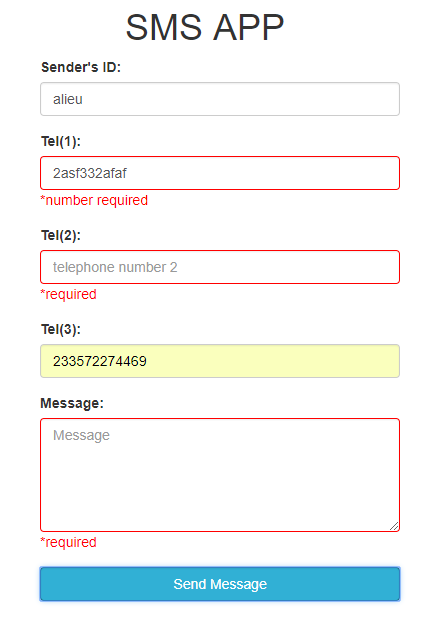 SMS APP
Sender's ID:
alieu
Tel(1):
2asf332afaf
*number required
Tel(2):
telephone number 2
*required
Tel(3):
233572274469
Message:
Message
*required
Send Message